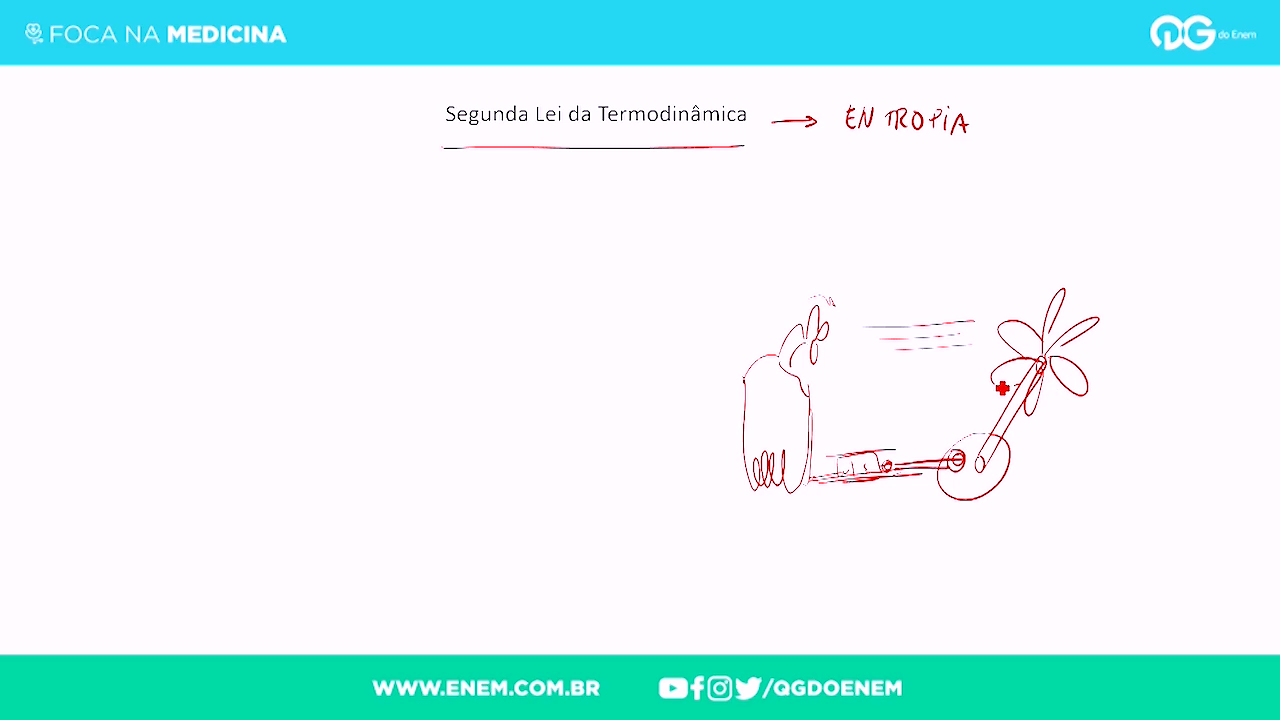 FOCA NA MEDICINA
QG do Enem
Segunda Lei da Termodinâmica → ENTROPIA
WWW.ENEM.COM.BR
/QGDOENEM